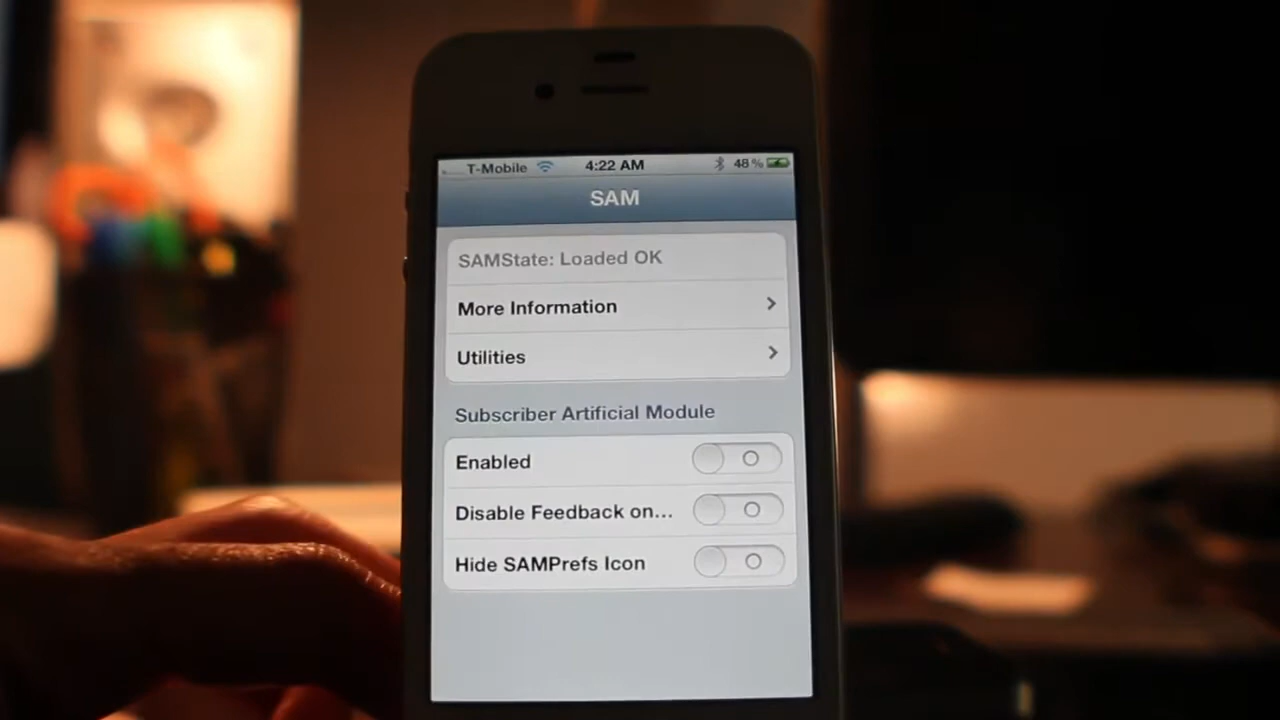 T-Mobile 4:22 AM 48%
SAM
SAMState: Loaded OK
More Information
Utilities
Subscriber Artificial Module
Enabled
Disable Feedback on...
Hide SAMPrefs Icon